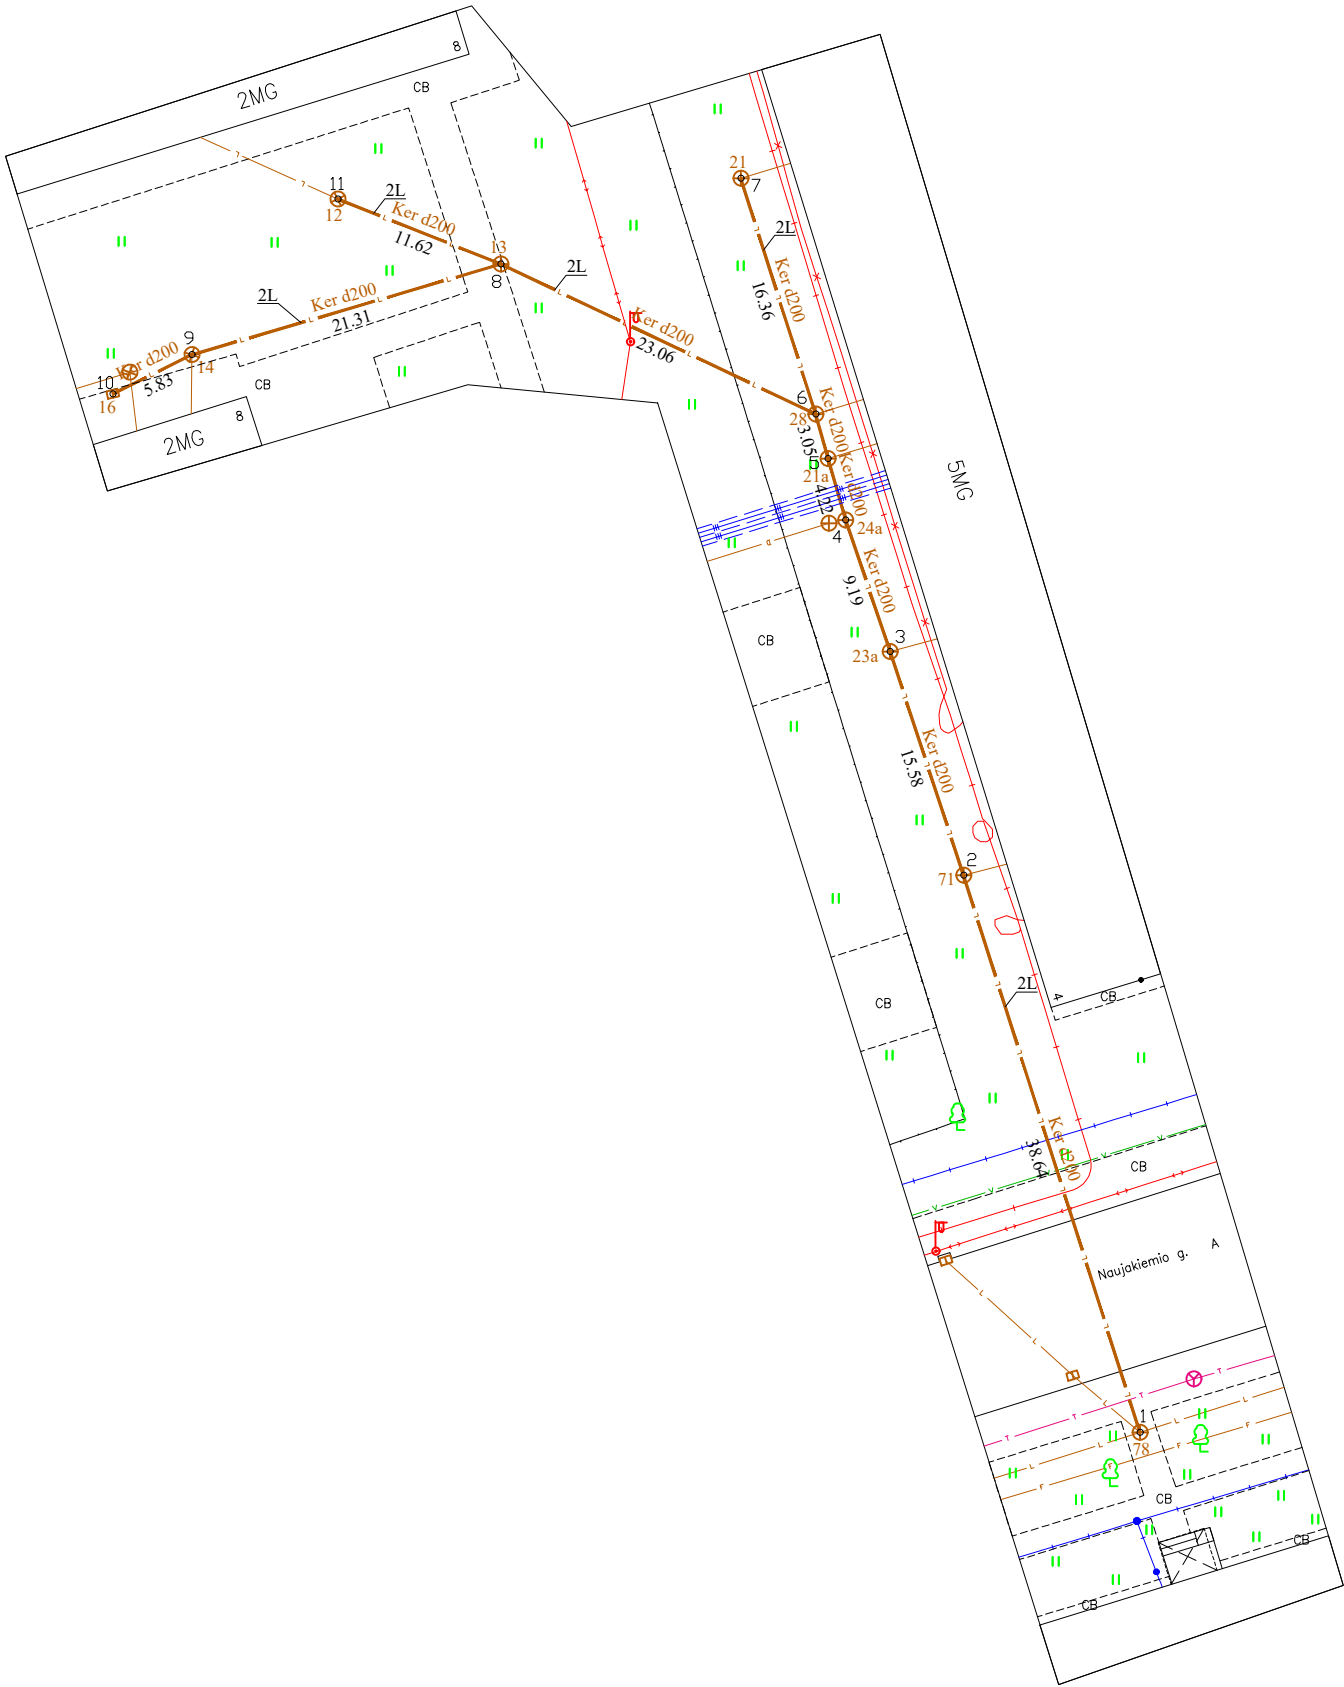 2MG
8
CB
11
12
2L
Ker d200
11.62
13
8
2L
Ker d200
23.06
2L
Ker d200
21.31
9
14
Ker d200
5.83
10
16
CB
8
2MG
21
7
2L
Ker d200
16.36
6
28
Ker d200
3.05
5
21a
Ker d200
4.22
4
24a
5MG
Ker d200
9.19
CB
3
23a
Ker d200
15.58
2
71
2L
CB
4
CB
Ker d200
38.64
CB
Naujakiemio g.
A
1
78
CB
CB
CB